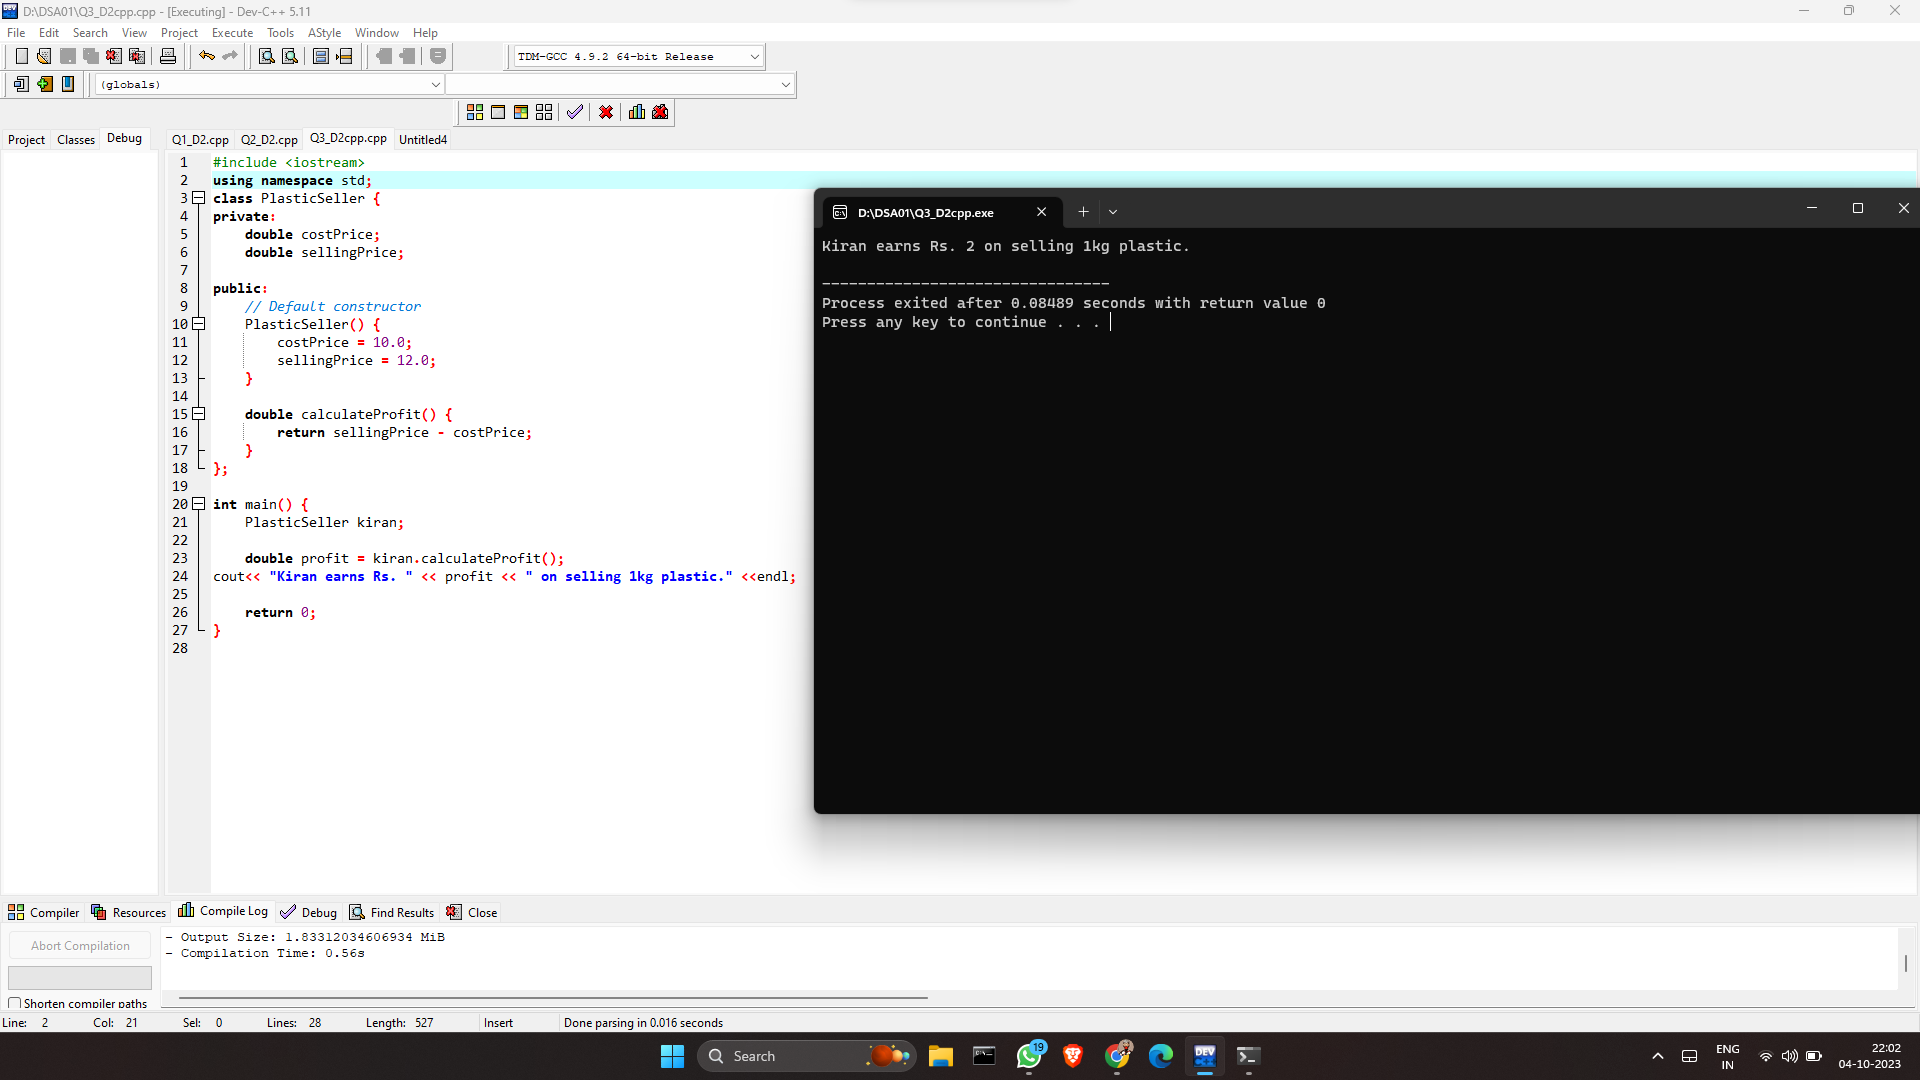 D:\DSA01\Q3_D2cpp.cpp - [Executing] - Dev-C++ 5.11
File Edit Search View Project Execute Tools AStyle Window Help
TDM-GCC 4.9.2 64-bit Release
(globals)
Project Classes Debug
Q1_D2.cpp Q2_D2.cpp Q3_D2cpp.cpp Untitled4
1 #include <iostream>
2 using namespace std;
3 class PlasticSeller {
4 private:
5     double costPrice;
6     double sellingPrice;
7
8 public:
9     // Default constructor
10     PlasticSeller() {
11         costPrice = 10.0;
12         sellingPrice = 12.0;
13     }
14
15     double calculateProfit() {
16         return sellingPrice - costPrice;
17     }
18 };
19
20 int main() {
21     PlasticSeller kiran;
22
23     double profit = kiran.calculateProfit();
24 cout<< "Kiran earns Rs. " << profit << " on selling 1kg plastic." <<endl;
25
26     return 0;
27 }
28
D:\DSA01\Q3_D2cpp.exe
Kiran earns Rs. 2 on selling 1kg plastic.
--------------------------------
Process exited after 0.08489 seconds with return value 0
Press any key to continue . . .
Compiler Resources Compile Log Debug Find Results Close
Abort Compilation
Shorten compiler paths
- Output Size: 1.83312034606934 MiB
- Compilation Time: 0.56s
Line: 2 Col: 21 Sel: 0 Lines: 28 Length: 527 Insert Done parsing in 0.016 seconds
Search
19
DEV
ENG
IN
22:02
04-10-2023